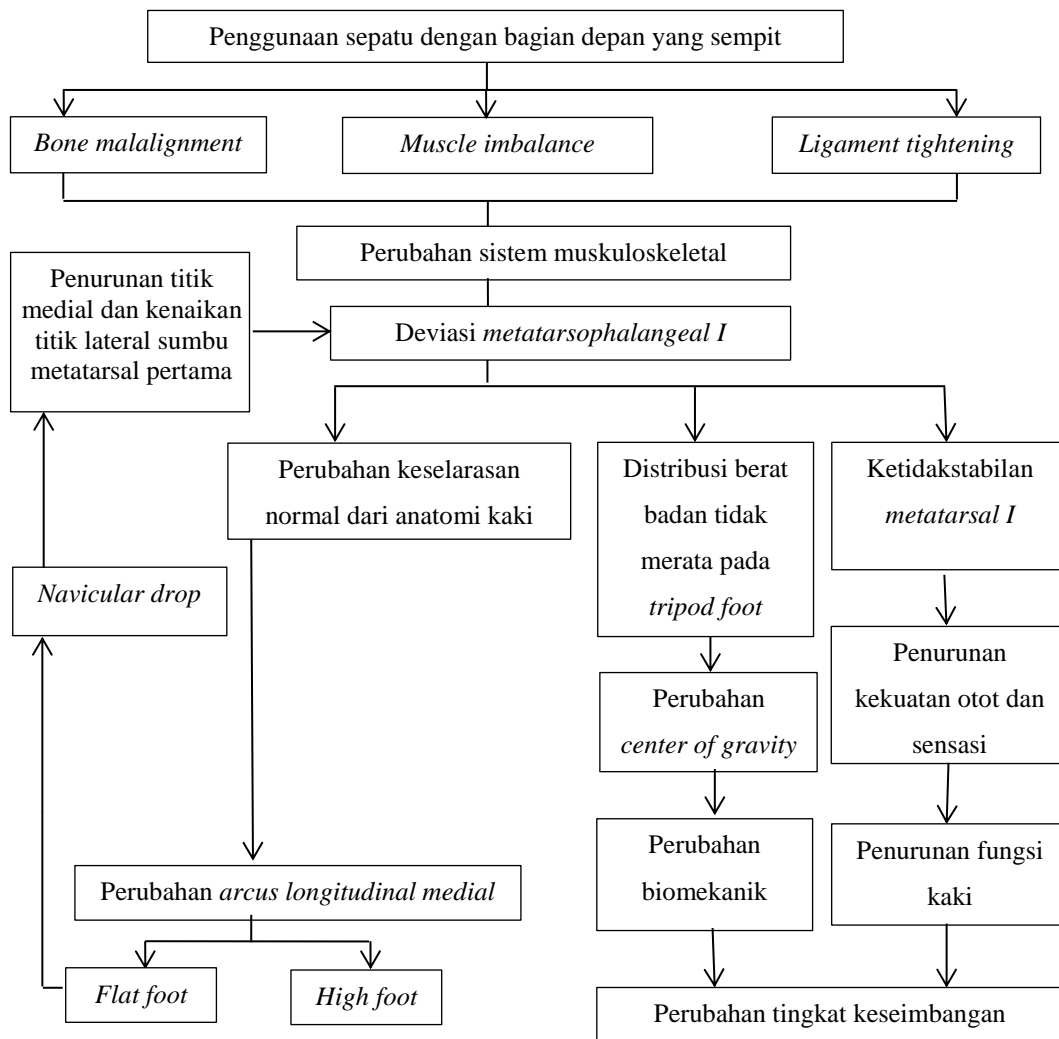 Penggunaan sepatu dengan bagian depan yang sempit
Bone malalignment
Muscle imbalance
Ligament tightening
Perubahan sistem muskuloskeletal
Penurunan titik
medial dan kenaikan
titik lateral sumbu
metatarsal pertama
Deviasi metatarsophalangeal I
Perubahan keselarasan
normal dari anatomi kaki
Distribusi berat
badan tidak
merata pada
tripod foot
Ketidakstabilan
metatarsal I
Navicular drop
Perubahan
center of gravity
Penurunan
kekuatan otot dan
sensasi
Perubahan
biomekanik
Penurunan fungsi
kaki
Perubahan arcus longitudinal medial
Flat foot
High foot
Perubahan tingkat keseimbangan